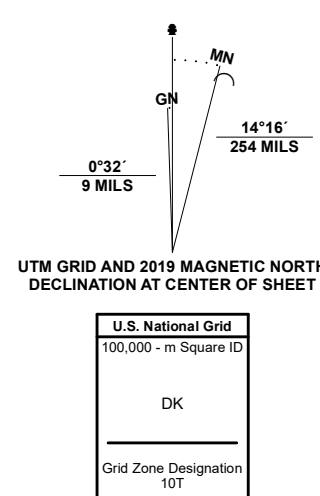 MN
GN
14°16´
254 MILS
0°32´
9 MILS
UTM GRID AND 2019 MAGNETIC NORTH
DECLINATION AT CENTER OF SHEET
U.S. National Grid
100,000 - m Square ID
DK
Grid Zone Designation
10T